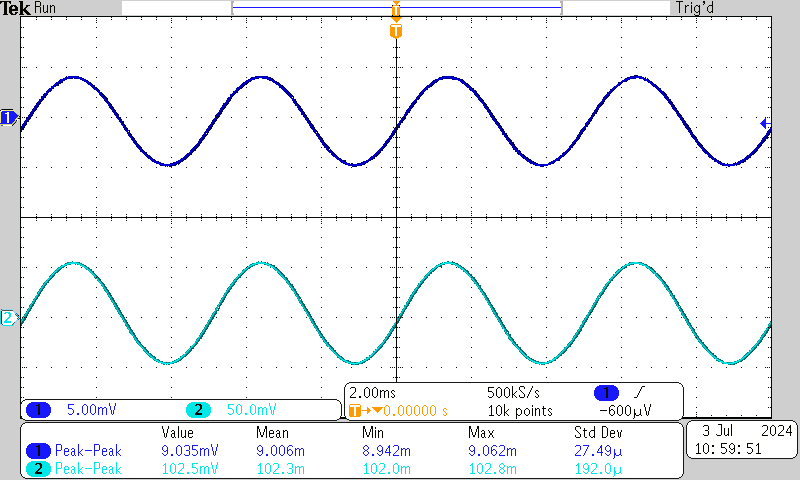 Tek Run Trig'd
T
T
1
2
1 5.00mV 2 50.0mV
2.00ms 500kS/s 1
T→▼0.00000 s 10k points −600µV
Value Mean Min Max Std Dev
1 Peak−Peak 9.035mV 9.006m 8.942m 9.062m 27.49µ
2 Peak−Peak 102.5mV 102.3m 102.0m 102.8m 192.0µ
3 Jul 2024
10:59:51